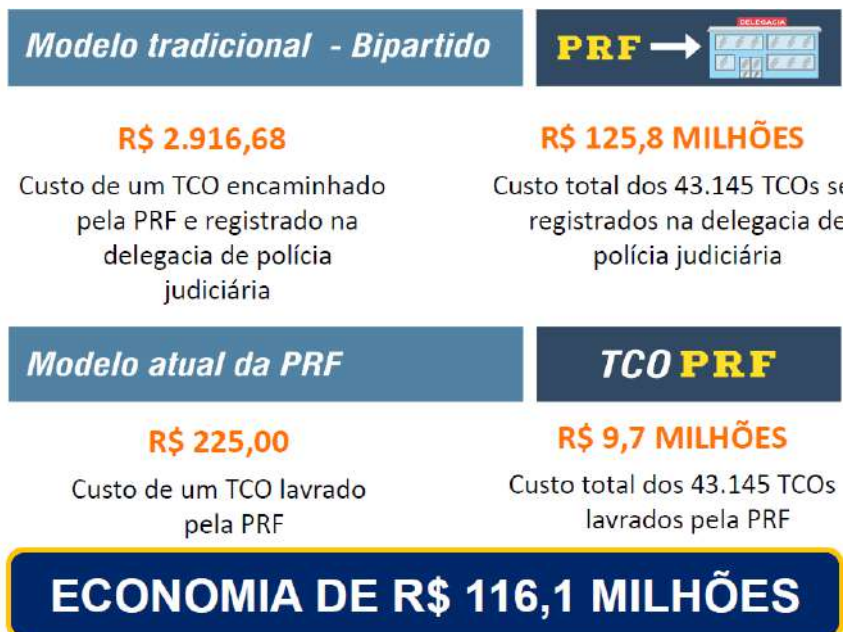 Modelo tradicional - Bipartido
PRF
DELEGACIA
R$ 2.916,68
Custo de um TCO encaminhado
pela PRF e registrado na
delegacia de polícia
judiciária
R$ 125,8 MILHÕES
Custo total dos 43.145 TCOs
registrados na delegacia
polícia judiciária
Modelo atual da PRF
TCO PRF
R$ 225,00
Custo de um TCO lavrado
pela PRF
R$ 9,7 MILHÕES
Custo total dos 43.145 TCOs
lavrados pela PRF
ECONOMIA DE R$ 116,1 MILHÕES